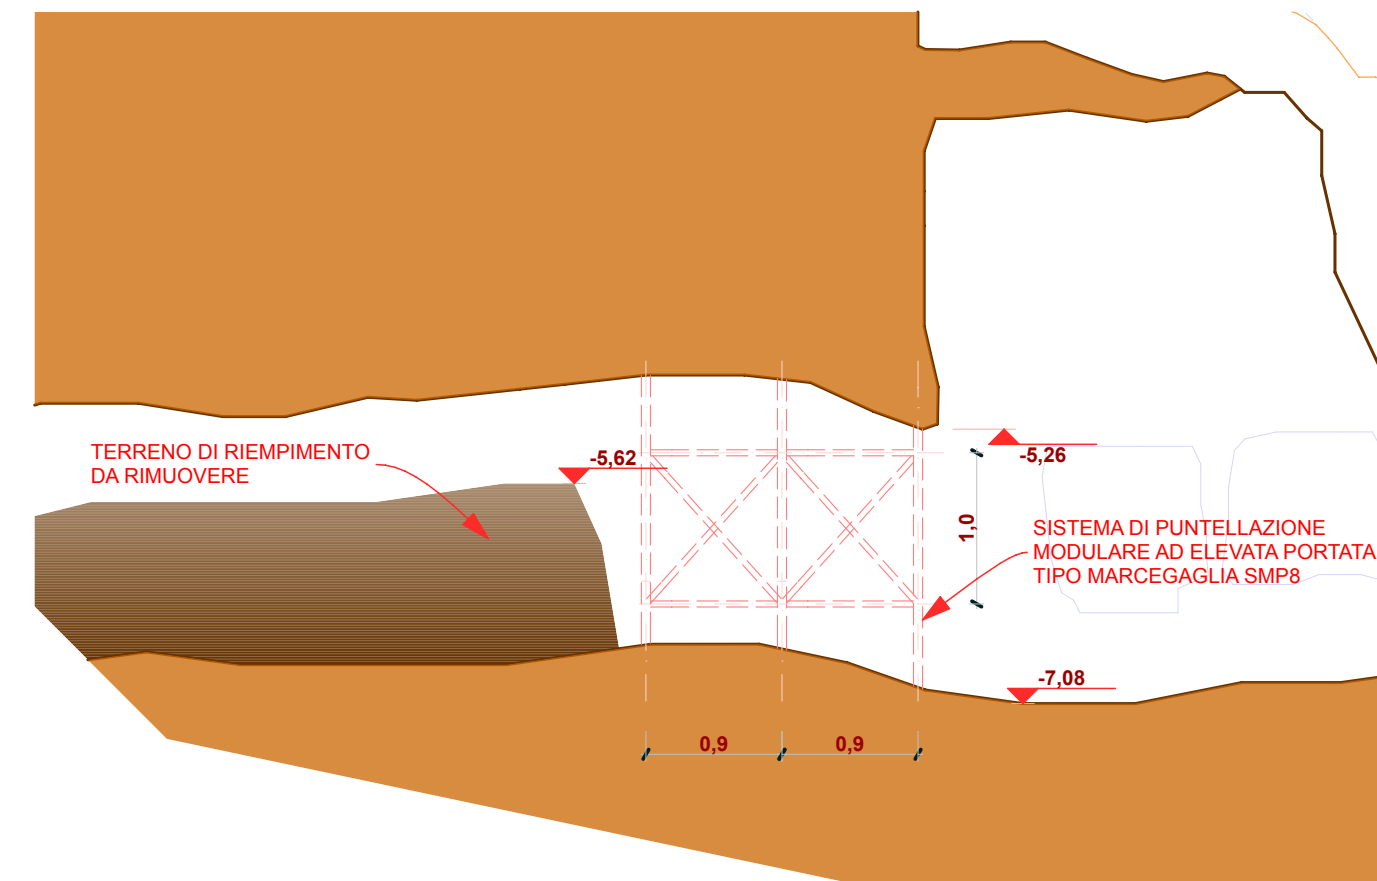 TERRENO DI RIEMPIMENTO
DA RIMUOVERE
-5,62
-5,26
1,0
SISTEMA DI PUNTELLAZIONE
MODULARE AD ELEVATA PORTATA
TIPO MARCEGAGLIA SMP8
-7,08
0,9
0,9